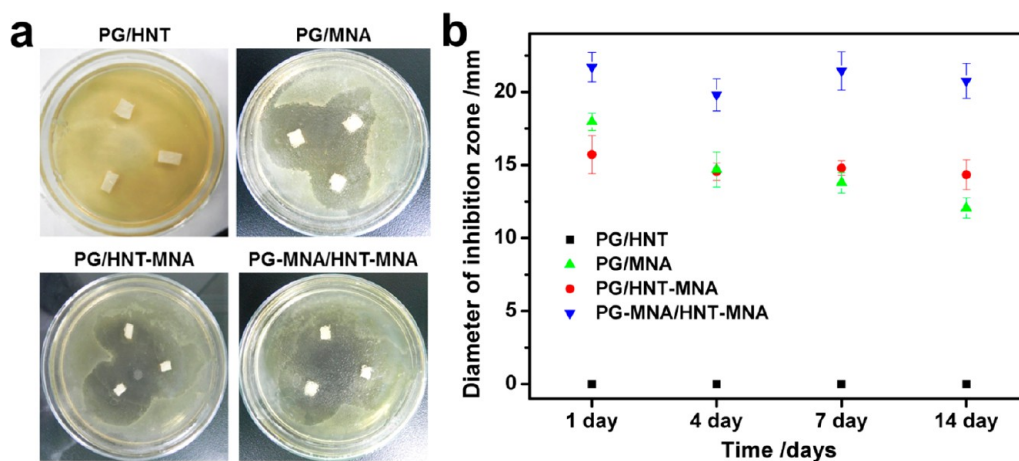 a
PG/HNT
PG/MNA
PG/HNT-MNA
PG-MNA/HNT-MNA
b
Diameter of inhibition zone /mm
20
15
10
5
0
PG/HNT
PG/MNA
PG/HNT-MNA
PG-MNA/HNT-MNA
1 day
4 day
7 day
14 day
Time /days